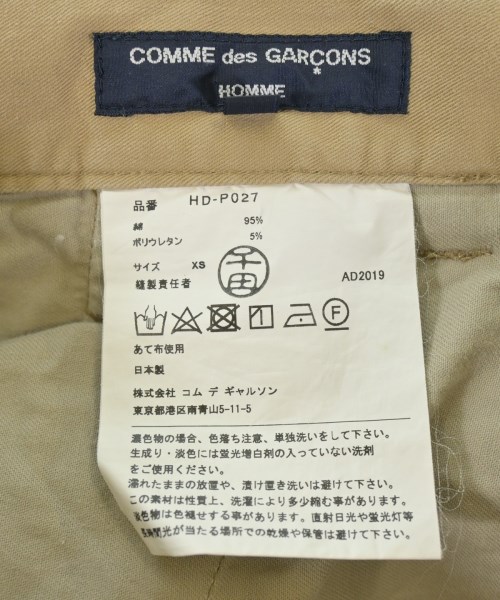 COMME des GARÇONS
HOMME
品番 HD-P027
綿 95%
ポリウレタン 5%
サイズ XS
縫製責任者 千田
AD2019
F
あて布使用
日本製
株式会社 コム デ ギャルソン
東京都港区南青山5-11-5
濃色物の場合、色落ち注意、単独洗いをして下さい。
生成り・淡色には蛍光増白剤の入っていない洗剤
をご使用ください。
濡れたままの放置や、漬け置き洗いは避けて下さい。
この素材は性質上、洗濯により多少縮む事があります。
色物は色褪せする事があります。直射日光や蛍光灯等
長時間光が当たる場所での乾燥や保管は避けて下さい。